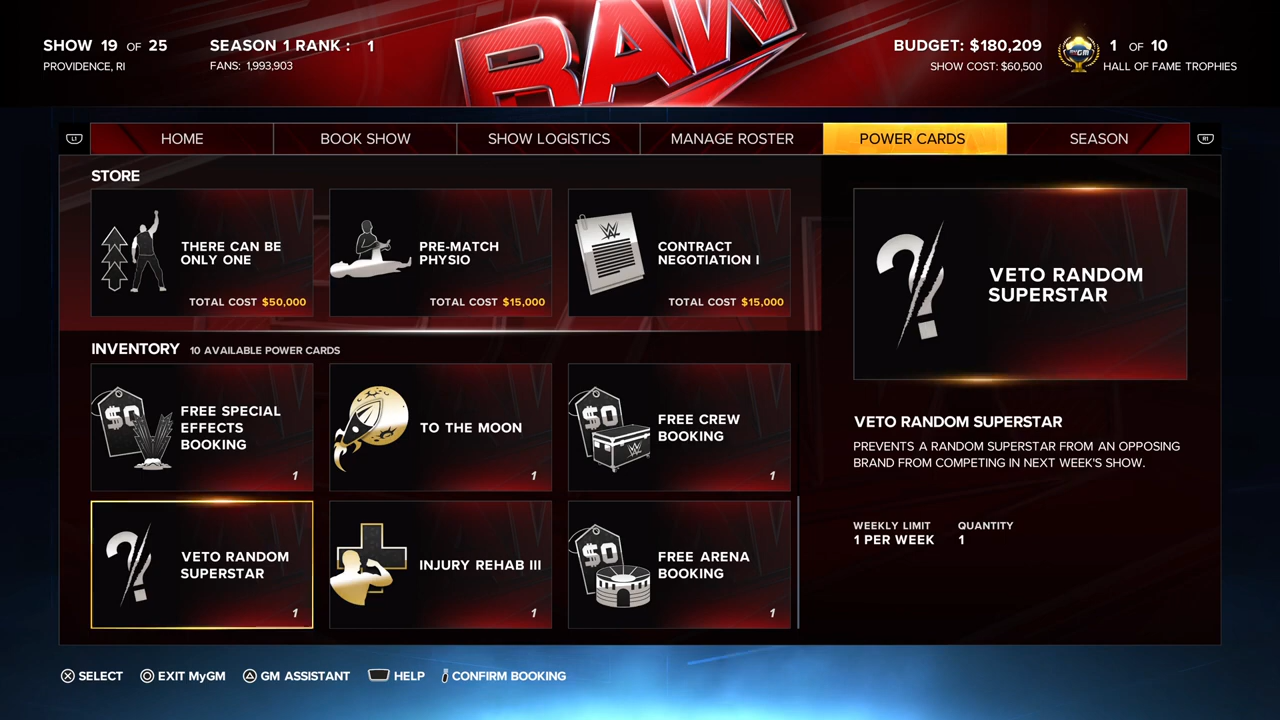 SHOW 19 OF 25
PROVIDENCE, RI
SEASON 1 RANK : 1
FANS: 1,993,903
RAW
BUDGET: $180,209
SHOW COST: $60,500
MyGM
1 OF 10
HALL OF FAME TROPHIES
L1
HOME
BOOK SHOW
SHOW LOGISTICS
MANAGE ROSTER
POWER CARDS
SEASON
R1
STORE
THERE CAN BE
ONLY ONE
TOTAL COST $50,000
PRE-MATCH
PHYSIO
TOTAL COST $15,000
W
CONTRACT
NEGOTIATION I
TOTAL COST $15,000
INVENTORY 10 AVAILABLE POWER CARDS
$0
FREE SPECIAL
EFFECTS
BOOKING
1
TO THE MOON
1
$0
W
FREE CREW
BOOKING
1
VETO RANDOM
SUPERSTAR
1
INJURY REHAB III
1
$0
FREE ARENA
BOOKING
1
VETO RANDOM
SUPERSTAR
VETO RANDOM SUPERSTAR
PREVENTS A RANDOM SUPERSTAR FROM AN OPPOSING
BRAND FROM COMPETING IN NEXT WEEK'S SHOW.
WEEKLY LIMIT
1 PER WEEK
QUANTITY
1
SELECT
EXIT MyGM
GM ASSISTANT
HELP
CONFIRM BOOKING